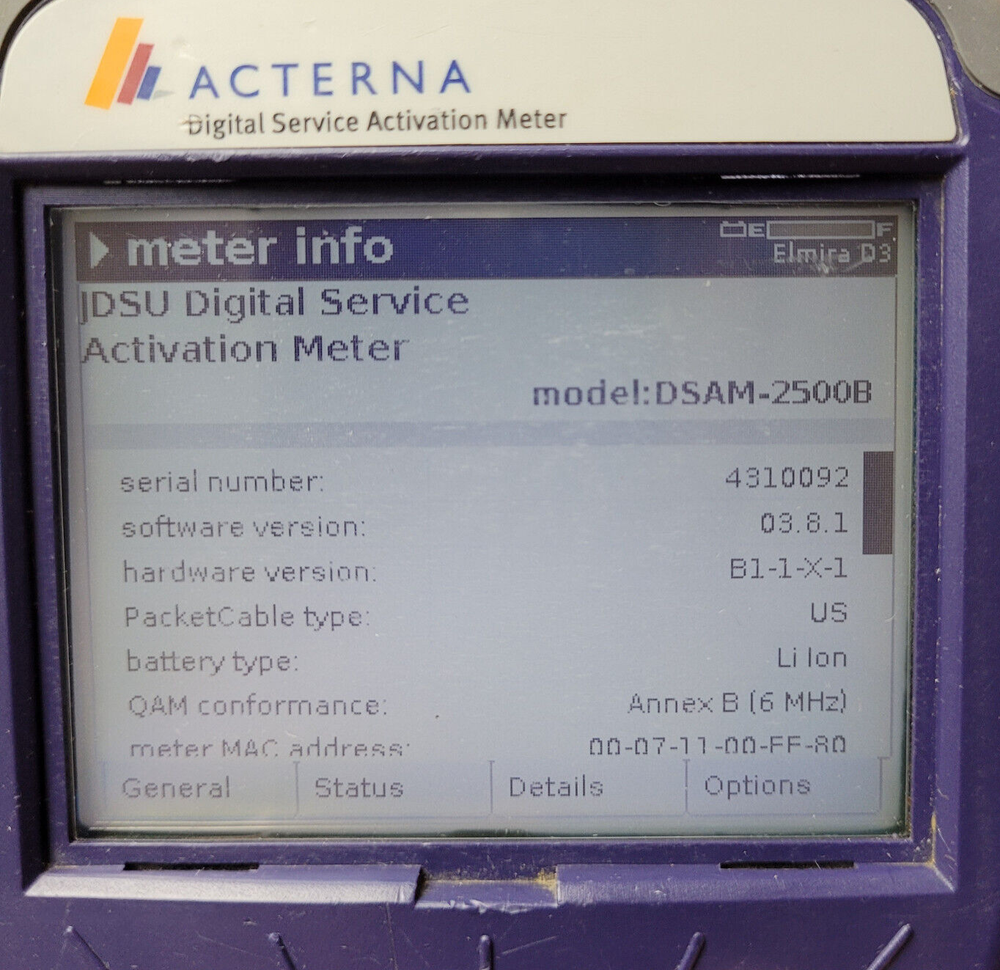 ACTERNA
Digital Service Activation Meter
meter info
E F
Elmira D3
JDSU Digital Service
Activation Meter
model:DSAM-2500B
serial number: 4310092
software version: 03.8.1
hardware version: B1-1-X-1
PacketCable type: US
battery type: Li Ion
QAM conformance: Annex B (6 MHz)
meter MAC address: 00-07-11-00-FF-80
General Status Details Options